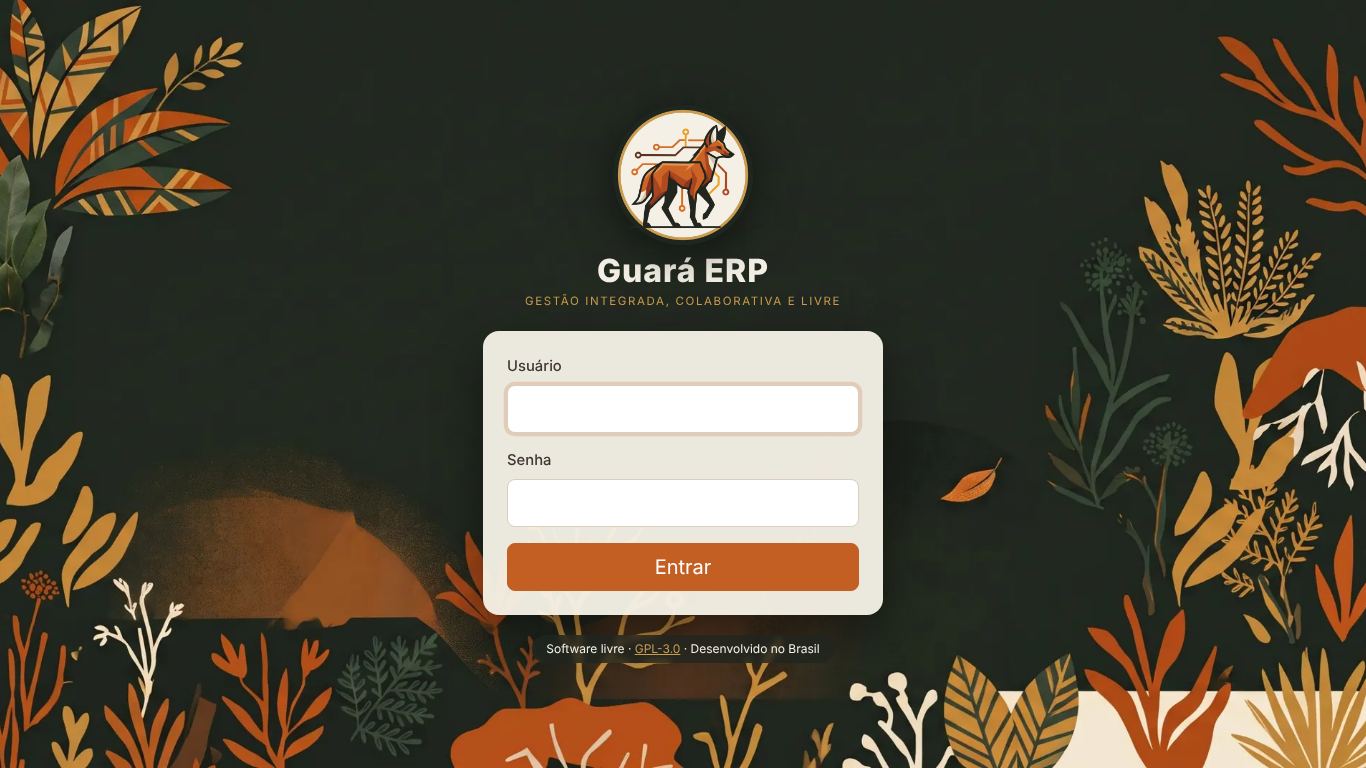 Guará ERP
GESTÃO INTEGRADA, COLABORATIVA E LIVRE
Usuário
Senha
Entrar
Software livre · GPL-3.0 · Desenvolvido no Brasil